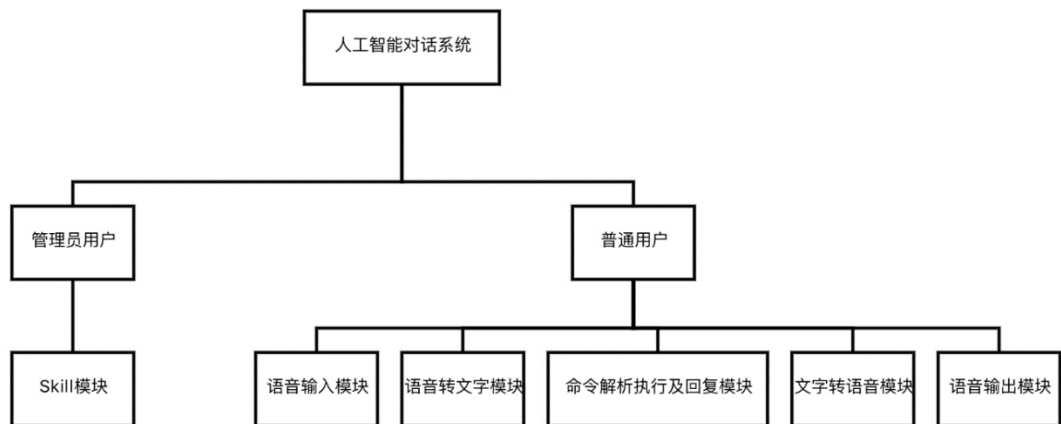 人工智能对话系统
管理员用户
普通用户
Skill模块
语音输入模块
语音转文字模块
命令解析执行及回复模块
文字转语音模块
语音输出模块